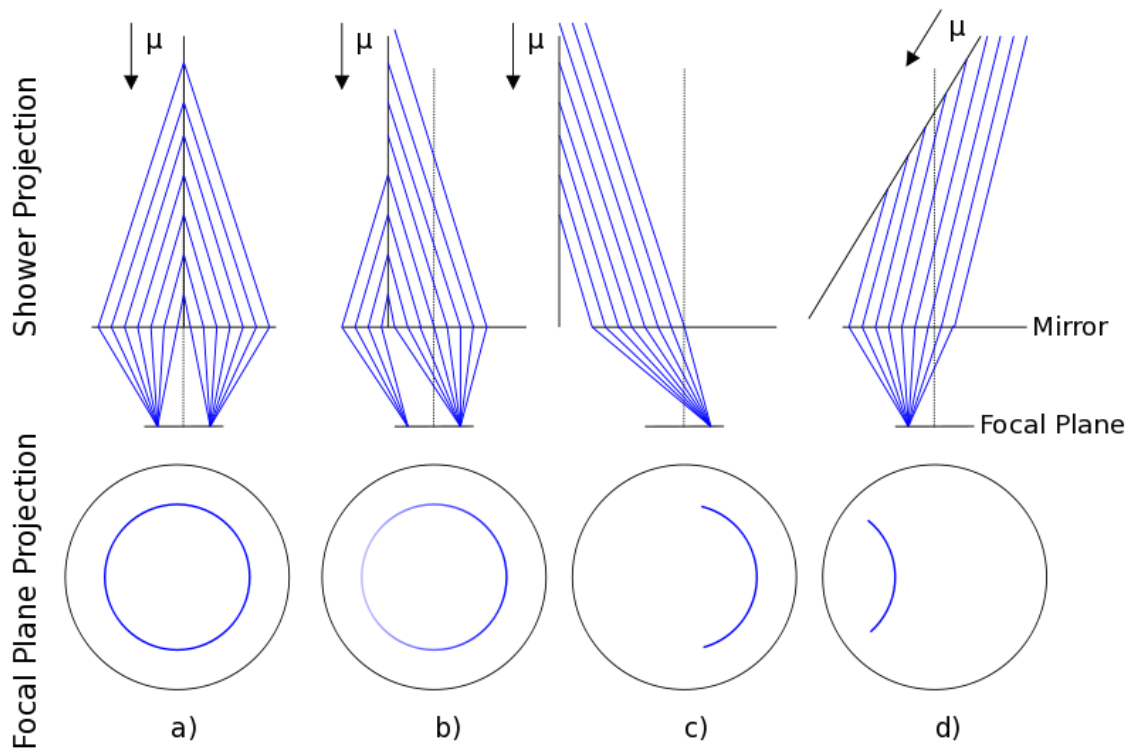 μ
μ
μ
μ
Shower Projection
Mirror
Focal Plane
Focal Plane Projection
a)
b)
c)
d)